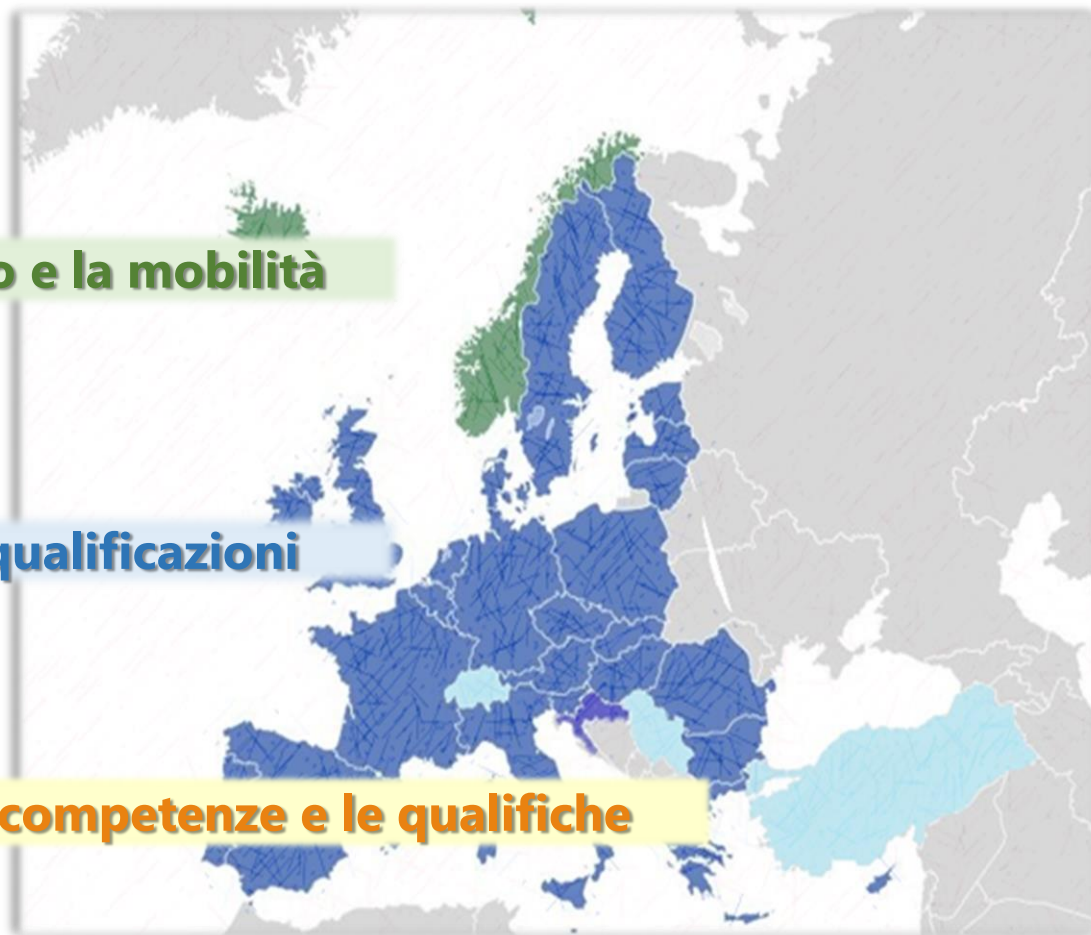 o e la mobilità
qualificazioni
competenze e le qualifiche